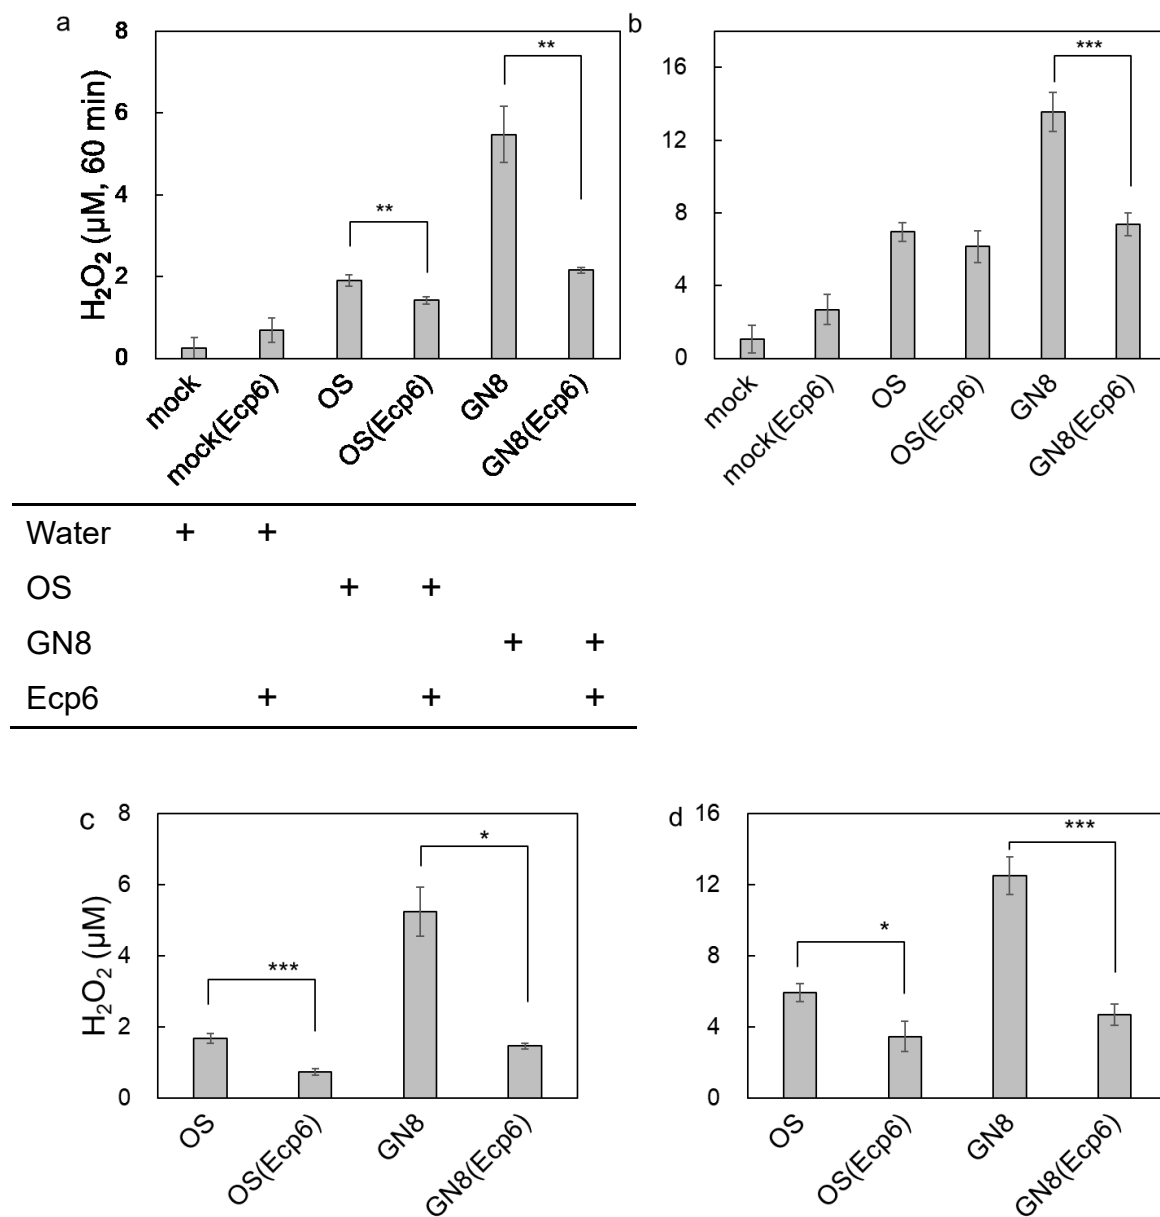 a
H₂O₂ (μM, 60 min)
8
6
4
2
0
**
**
mock
mock(Ecp6)
OS
OS(Ecp6)
GN8
GN8(Ecp6)
b
16
12
8
4
0
***
mock
mock(Ecp6)
OS
OS(Ecp6)
GN8
GN8(Ecp6)
Water + +
OS + +
GN8 + +
Ecp6 + + +
c
H₂O₂ (μM)
8
6
4
2
0
***
*
OS
OS(Ecp6)
GN8
GN8(Ecp6)
d
16
12
8
4
0
*
***
OS
OS(Ecp6)
GN8
GN8(Ecp6)